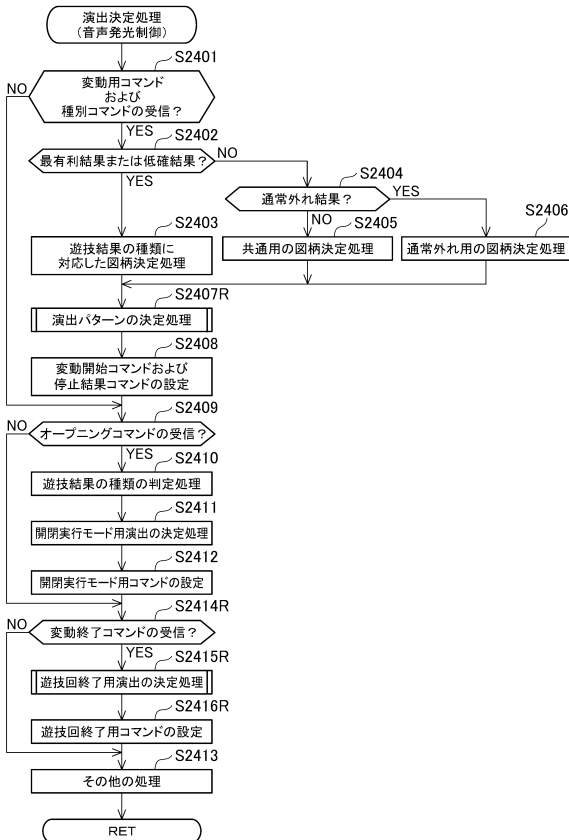 演出決定処理
(音声発光制御)
S2401
変動用コマンド
および
種別コマンドの受信?
NO
YES
S2402
最有利結果または低確結果?
NO
YES
S2404
通常外れ結果?
YES
NO
S2403
遊技結果の種類に
対応した図柄決定処理
S2405
共通用の図柄決定処理
S2406
通常外れ用の図柄決定処理
S2407R
演出パターンの決定処理
S2408
変動開始コマンドおよび
停止結果コマンドの設定
S2409
NO
オープニングコマンドの受信?
YES
S2410
遊技結果の種類の判定処理
S2411
開閉実行モード用演出の決定処理
S2412
開閉実行モード用コマンドの設定
S2414R
NO
変動終了コマンドの受信?
YES
S2415R
遊技回終了用演出の決定処理
S2416R
遊技回終了用コマンドの設定
S2413
その他の処理
RET